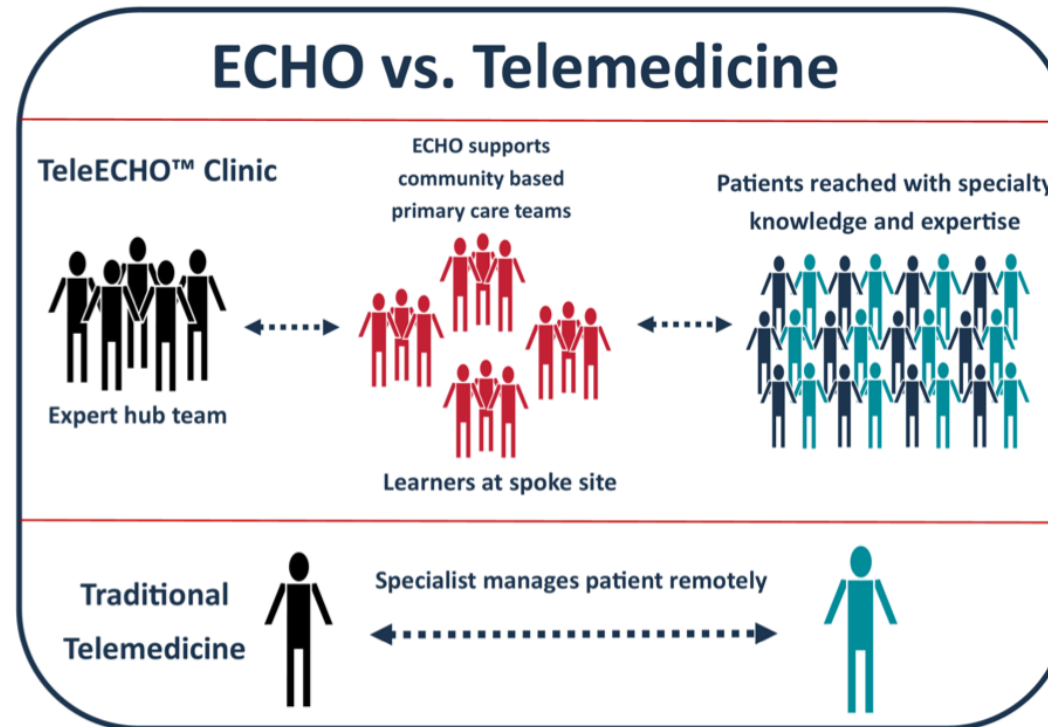 ECHO vs. Telemedicine
TeleECHO™ Clinic
ECHO supports
community based
primary care teams
Patients reached with specialty
knowledge and expertise
Expert hub team
Learners at spoke site
Traditional
Telemedicine
Specialist manages patient remotely